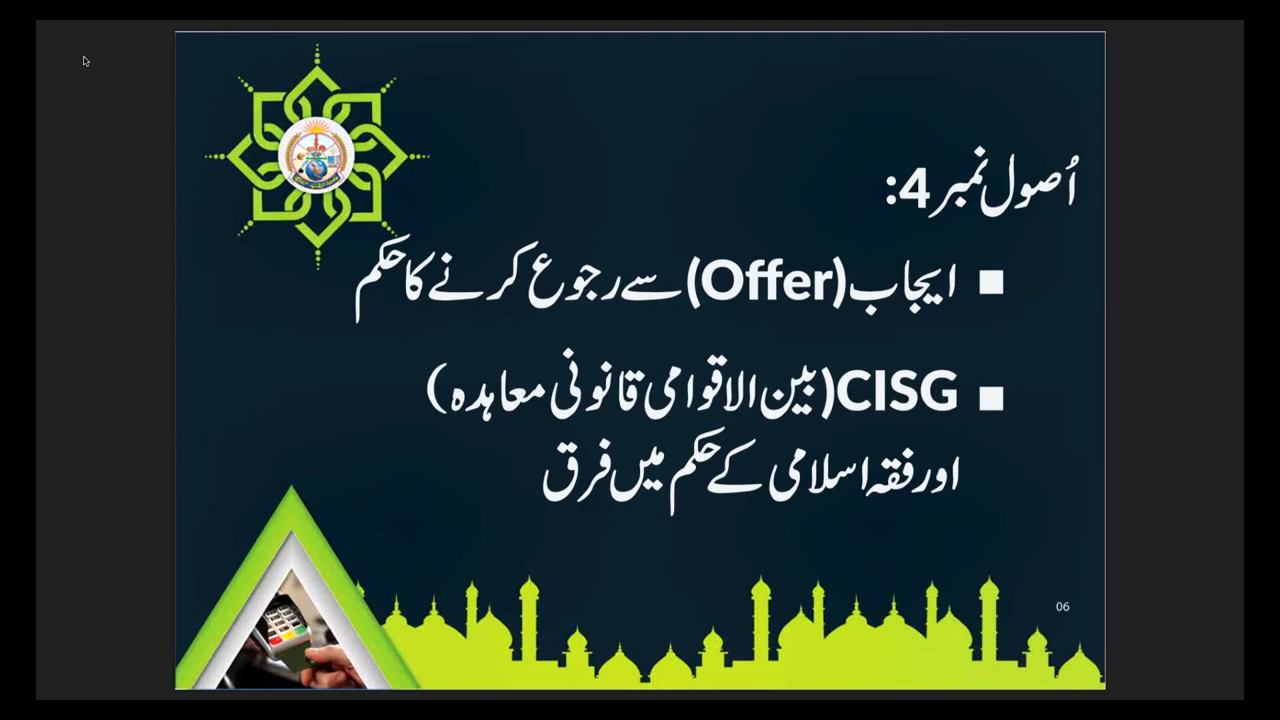 اُصول نمبر 4:
ایجاب (Offer) سے رجوع کرنے کا حکم
CISG (بین الاقوامی قانونی معاہدہ)
اور فقہ اسلامی کے حکم میں فرق
06